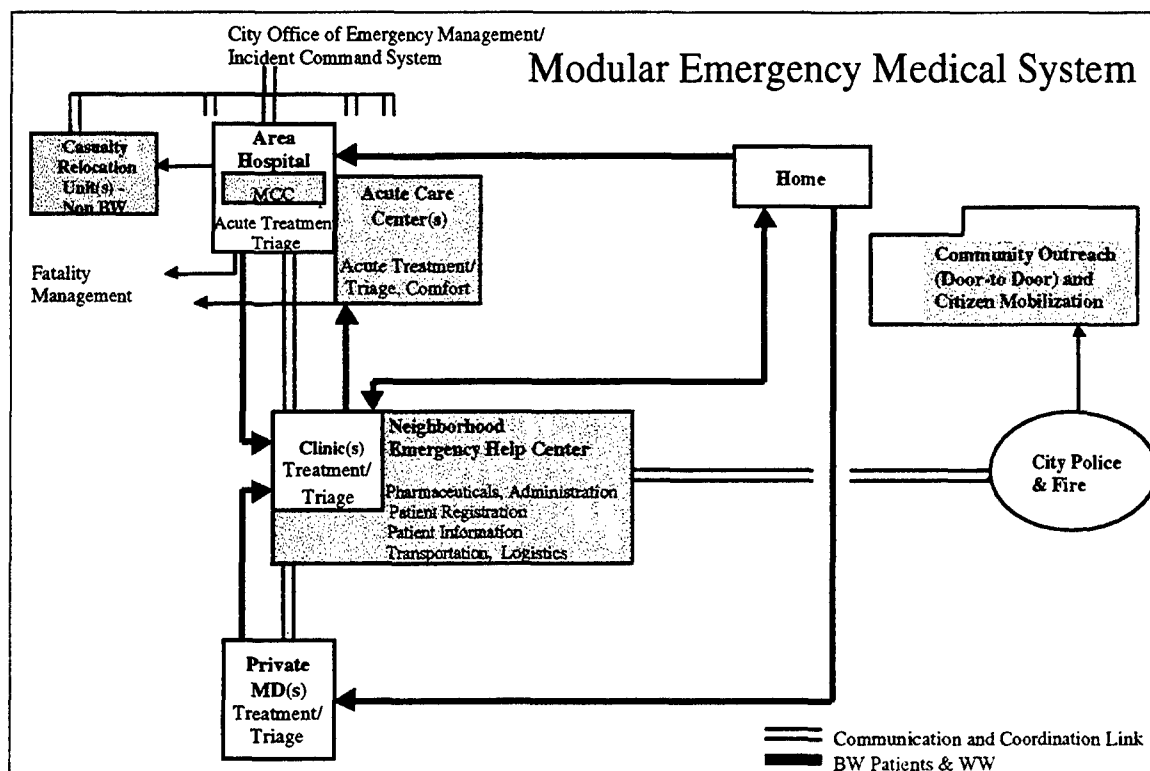 City Office of Emergency Management/
Incident Command System
Modular Emergency Medical System
Casualty
Relocation
Unit(s) -
Non BW
Area
Hospital
MCC
Acute Treatment
Triage
Acute Care
Center(s)
Acute Treatment/
Triage, Comfort
Home
Community Outreach
(Door-to Door) and
Citizen Mobilization
Fatality
Management
Clinic(s)
Treatment/
Triage
Neighborhood
Emergency Help Center
Pharmaceuticals, Administration
Patient Registration
Patient Information
Transportation, Logistics
City Police
& Fire
Private
MD(s)
Treatment/
Triage
Communication and Coordination Link
BW Patients & WW